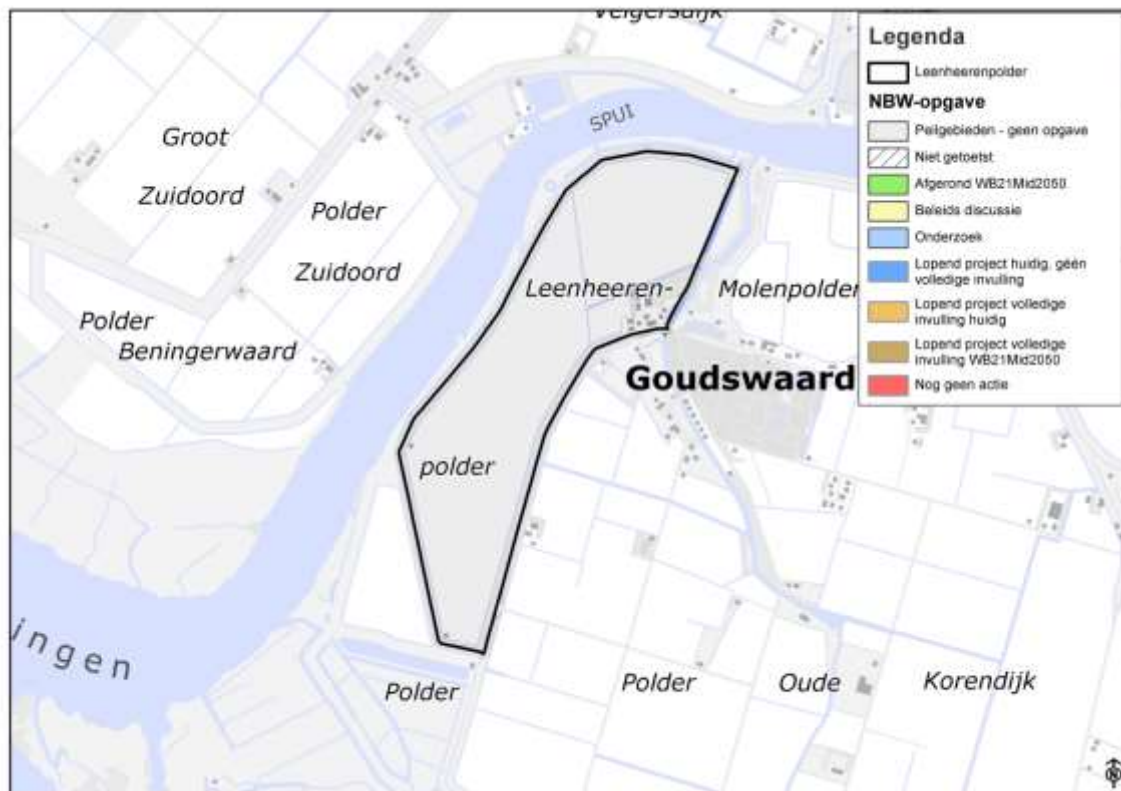 Velgersdijk
Legenda
Leenheerenpolder
NBW-opgave
Peilgebieden - geen opgave
Niet getoetst
Afgerond WB21Mid2050
Beleids discussie
Onderzoek
Lopend project huidig, géén
volledige invulling
Lopend project volledige
invulling huidig
Lopend project volledige
invulling WB21Mid2050
Nog geen actie
SPUI
Groot
Zuidoord
Polder
Zuidoord
Polder
Beningerwaard
Leenheeren-
polder
Molenpolder
Goudswaard
ingen
Polder
Polder
Oude
Korendijk
N